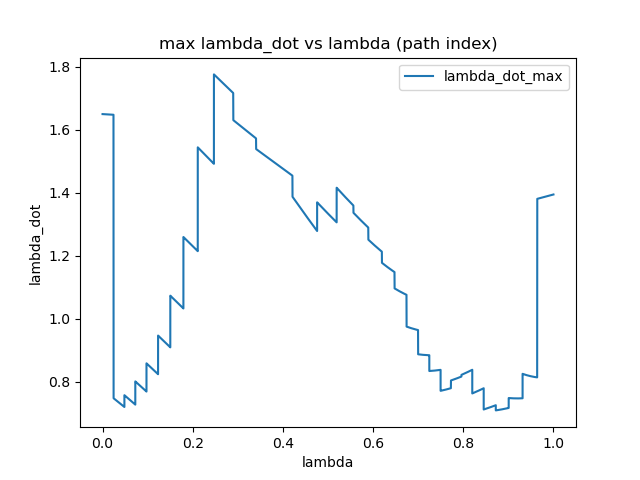 max lambda_dot vs lambda (path index)
lambda_dot_max
1.8
1.6
1.4
1.2
1.0
0.8
lambda_dot
0.0 0.2 0.4 0.6 0.8 1.0
lambda